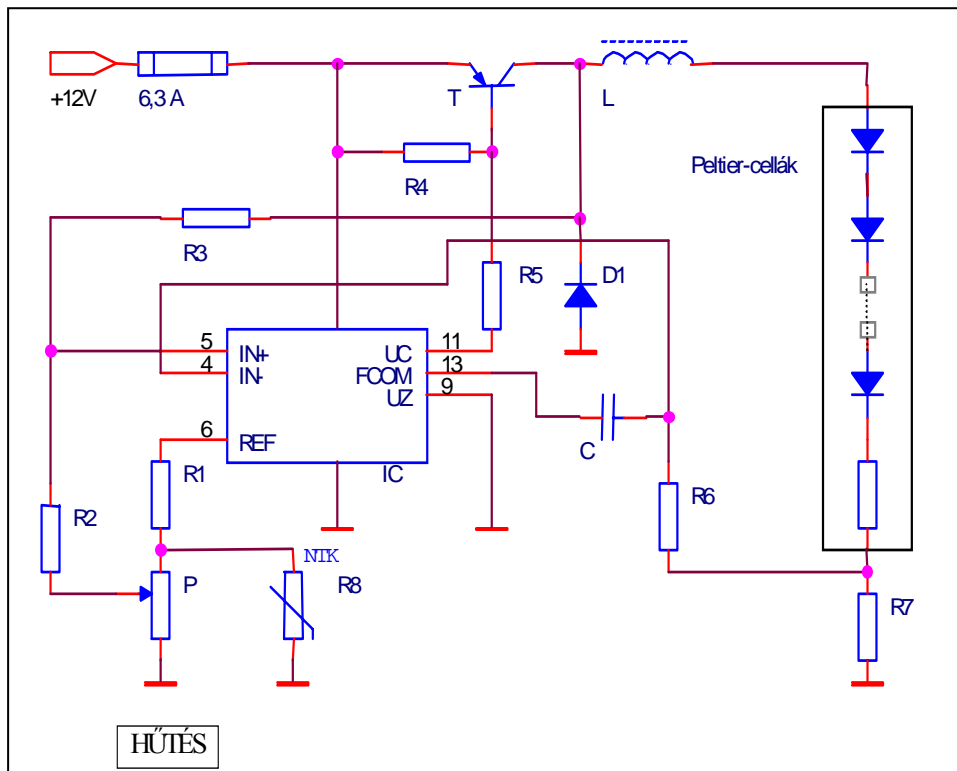 +12V
6,3 A
T
L
R4
Peltier-cellák
R3
R5
D1
5
IN+
UC
11
4
IN-
FCOM
13
UZ
9
6
REF
R1
IC
C
R2
R6
NTK
P
R8
R7
HŰTÉS